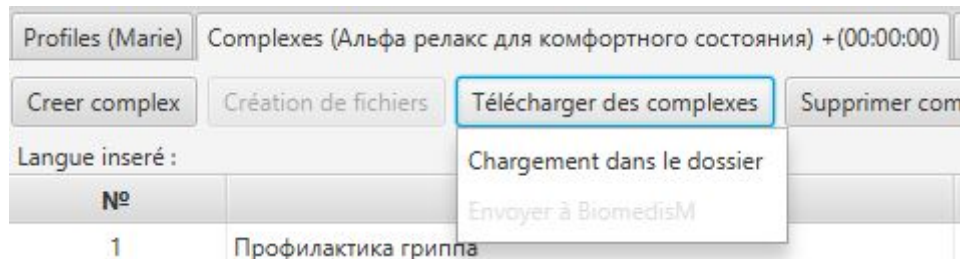 Profiles (Marie) Complexes (Альфа релакс для комфортного состояния) +(00:00:00)
Creer complex Création de fichiers Télécharger des complexes Supprimer com
Langue inseré :
Chargement dans le dossier
№
Envoyer à BiomedisM
1 Профилактика гриппа